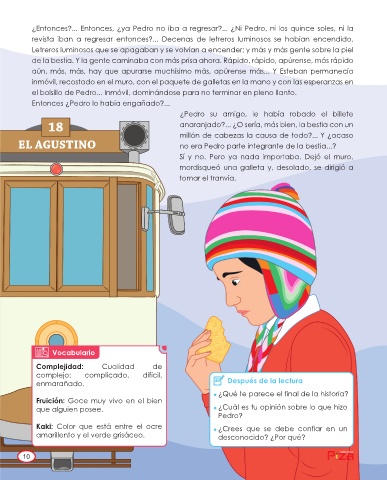 ¿Entonces?... Entonces, ¿ya Pedro no iba a regresar?... ¿Ni Pedro, ni los quince soles, ni la
revista iban a regresar entonces?... Decenas de letreros luminosos se habían encendido.
Letreros luminosos que se apagaban y se volvían a encender; y más y más gente sobre la piel
de la bestia. Y la gente caminaba con más prisa ahora. Rápido, rápido, apúrense, más rápido
aún, más, más, hay que apurarse muchísimo más, apúrense más... Y Esteban permanecía
inmóvil, recostado en el muro, con el paquete de galletas en la mano y con las esperanzas en
el bolsillo de Pedro... Inmóvil, dominándose para no terminar en pleno llanto.
Entonces ¿Pedro lo había engañado?...
¿Pedro su amigo, le había robado el billete
anaranjado?... ¿O sería, más bien, la bestia con un
millón de cabezas la causa de todo?... Y ¿acaso
no era Pedro parte integrante de la bestia...?
Sí y no. Pero ya nada importaba. Dejó el muro,
mordisqueó una galleta y, desolado, se dirigió a
tomar el tranvía.
18
EL AGUSTINO
Vocabulario
Complejidad: Cualidad de
complejo; complicado, difícil,
enmarañado.
Fruición: Goce muy vivo en el bien
que alguien posee.
Kaki: Color que está entre el ocre
amarillento y el verde grisáceo.
Después de la lectura
• ¿Qué te parece el final de la historia?
• ¿Cuál es tu opinión sobre lo que hizo
Pedro?
• ¿Crees que se debe confiar en un
desconocido? ¿Por qué?
10